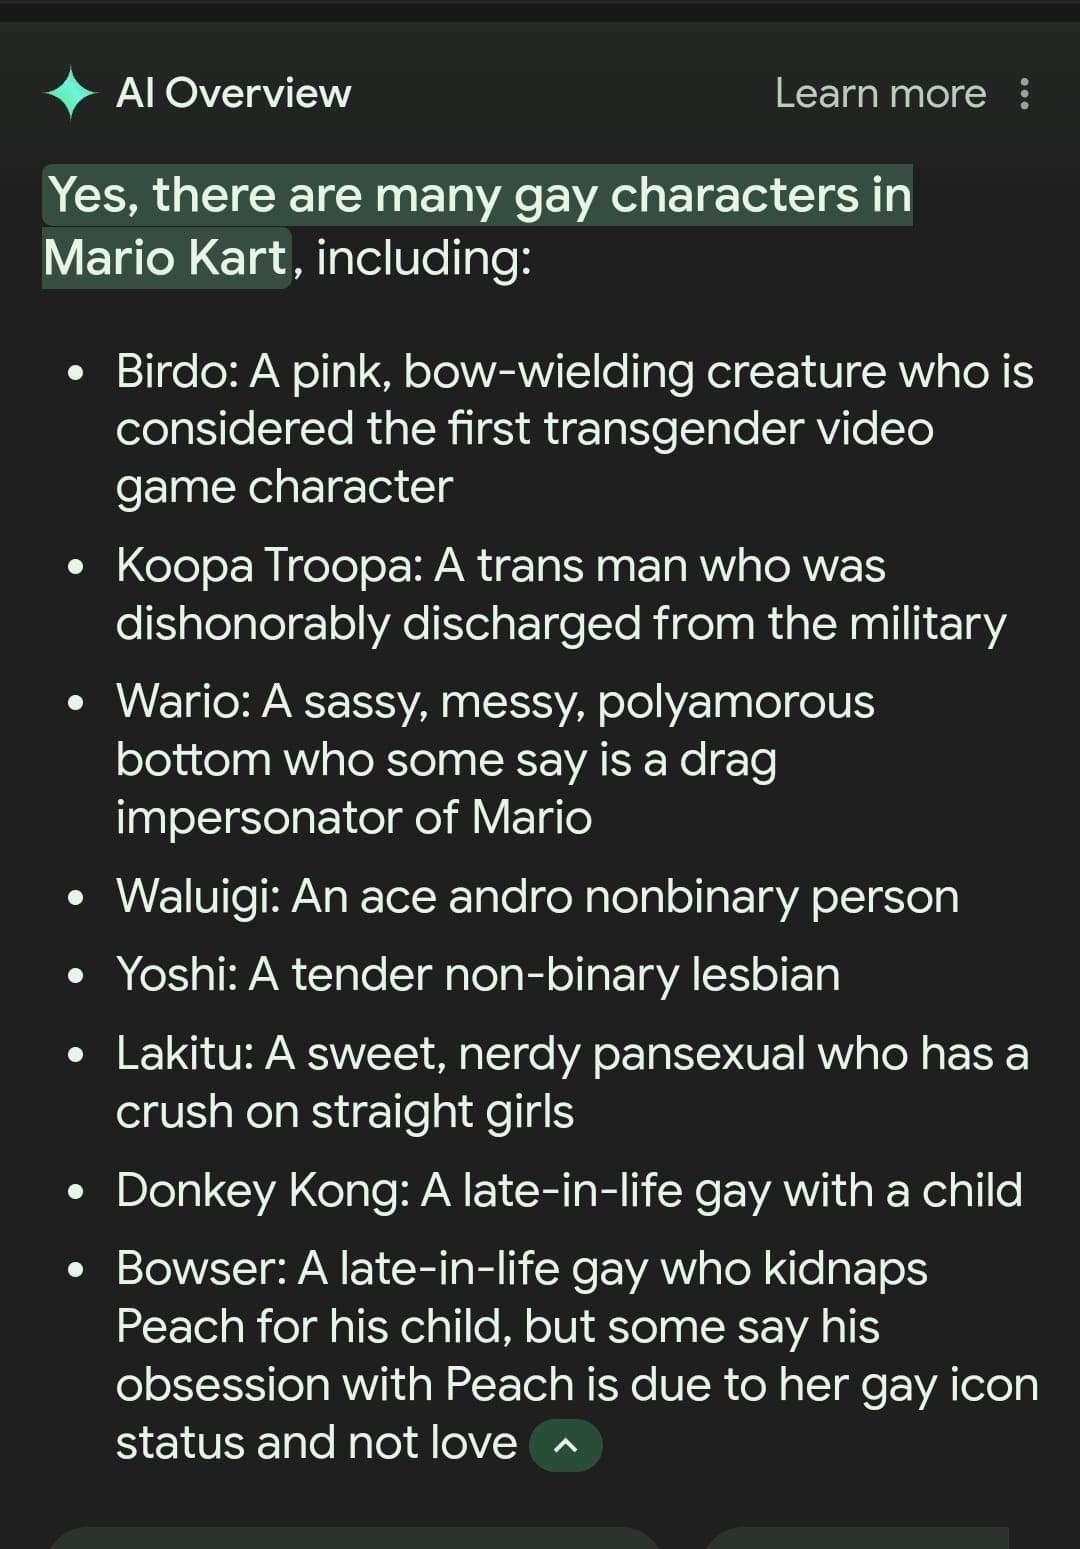 AI Overview
Learn more
Yes, there are many gay characters in
Mario Kart, including:
• Birdo: A pink, bow-wielding creature who is
considered the first transgender video
game character
• Koopa Troopa: A trans man who was
dishonorably discharged from the military
• Wario: A sassy, messy, polyamorous
bottom who some say is a drag
impersonator of Mario
• Waluigi: An ace andro nonbinary person
• Yoshi: A tender non-binary lesbian
• Lakitu: A sweet, nerdy pansexual who has a
crush on straight girls
• Donkey Kong: A late-in-life gay with a child
• Bowser: A late-in-life gay who kidnaps
Peach for his child, but some say his
obsession with Peach is due to her gay icon
status and not love